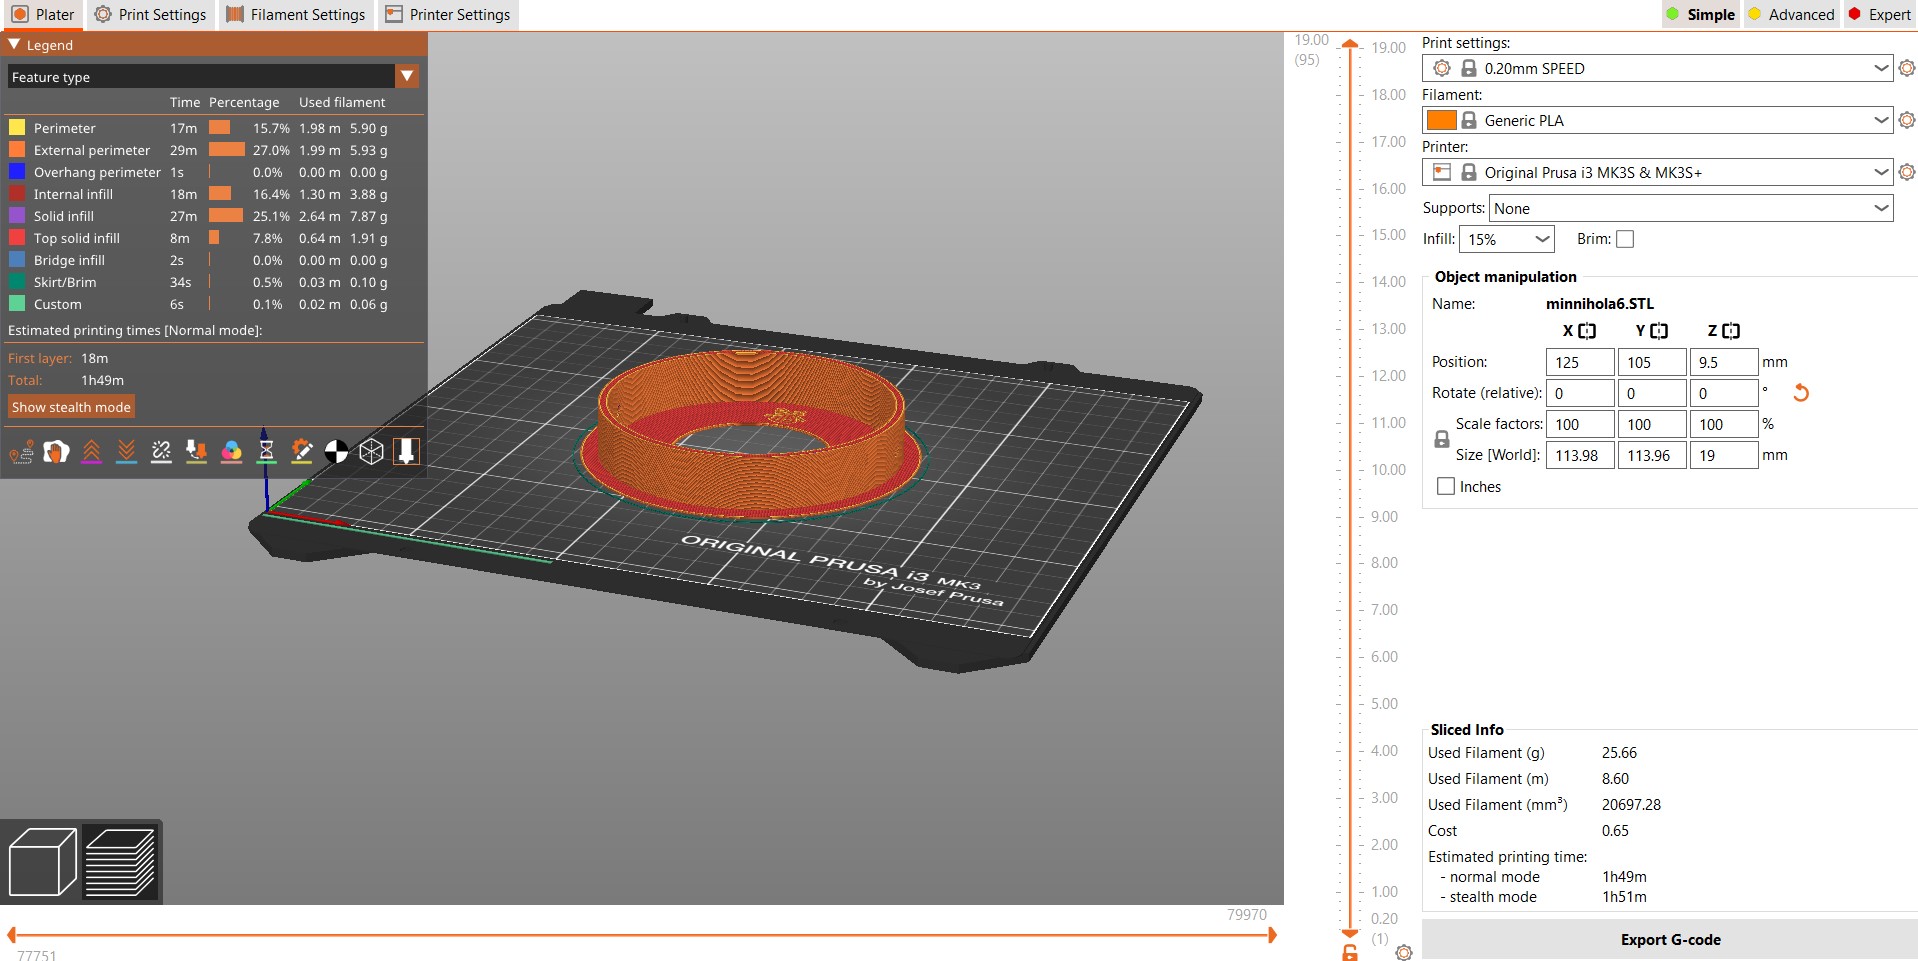 Plater Print Settings Filament Settings Printer Settings Simple Advanced Expert
Legend
Feature type
Time Percentage Used filament
Perimeter 17m 15.7% 1.98 m 5.90 g
External perimeter 29m 27.0% 1.99 m 5.93 g
Overhang perimeter 1s 0.0% 0.00 m 0.00 g
Internal infill 18m 16.4% 1.30 m 3.88 g
Solid infill 27m 25.1% 2.64 m 7.87 g
Top solid infill 8m 7.8% 0.64 m 1.91 g
Bridge infill 2s 0.0% 0.00 m 0.00 g
Skirt/Brim 34s 0.5% 0.03 m 0.10 g
Custom 6s 0.1% 0.02 m 0.06 g
Estimated printing times [Normal mode]:
First layer: 18m
Total: 1h49m
Show stealth mode
ORIGINAL PRUSA i3 MK3
by Josef Prusa
79970
77751
19.00
(95)
19.00
18.00
17.00
16.00
15.00
14.00
13.00
12.00
11.00
10.00
9.00
8.00
7.00
6.00
5.00
4.00
3.00
2.00
1.00
0.20
(1)
Print settings:
0.20mm SPEED
Filament:
Generic PLA
Printer:
Original Prusa i3 MK3S & MK3S+
Supports: None
Infill: 15% Brim:
Object manipulation
Name: minnihola6.STL
X Y Z
Position: 125 105 9.5 mm
Rotate (relative): 0 0 0 °
Scale factors: 100 100 100 %
Size [World]: 113.98 113.96 19 mm
Inches
Sliced Info
Used Filament (g) 25.66
Used Filament (m) 8.60
Used Filament (mm³) 20697.28
Cost 0.65
Estimated printing time:
- normal mode 1h49m
- stealth mode 1h51m
Export G-code